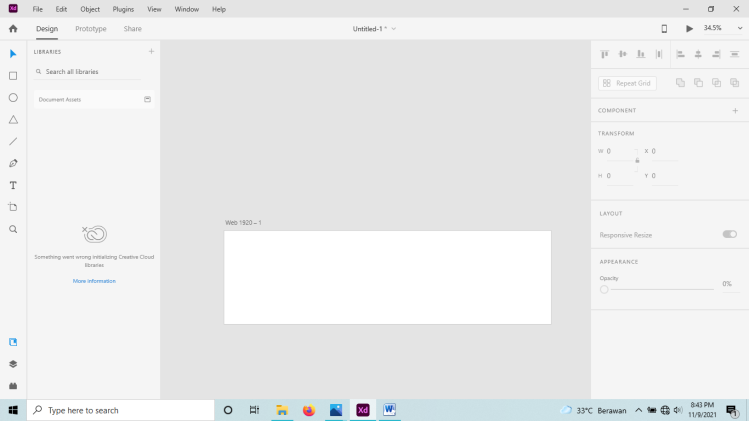 Xd File Edit Object Plugins View Window Help
Design Prototype Share
Untitled-1 *
34.5%
LIBRARIES
Search all libraries
Document Assets
Something went wrong initializing Creative Cloud
libraries
More information
Web 1920 – 1
Repeat Grid
COMPONENT
TRANSFORM
W 0 X 0
H 0 Y 0
LAYOUT
Responsive Resize
APPEARANCE
Opacity
0%
Type here to search
Xd
W
33°C Berawan
8:43 PM
11/9/2021
1